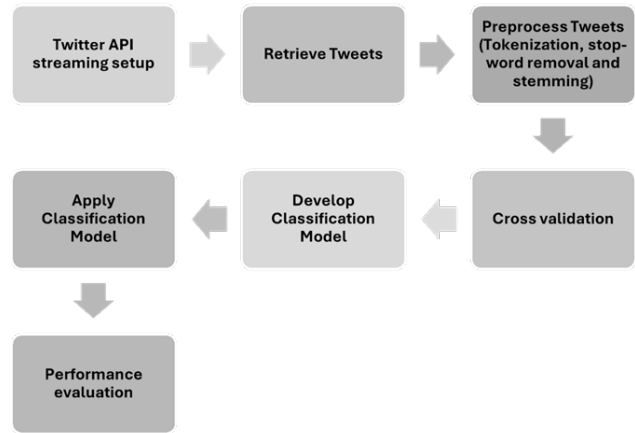 Twitter API
streaming setup
Retrieve Tweets
Preprocess Tweets
(Tokenization, stop-
word removal and
stemming)
Cross validation
Develop
Classification
Model
Apply
Classification
Model
Performance
evaluation